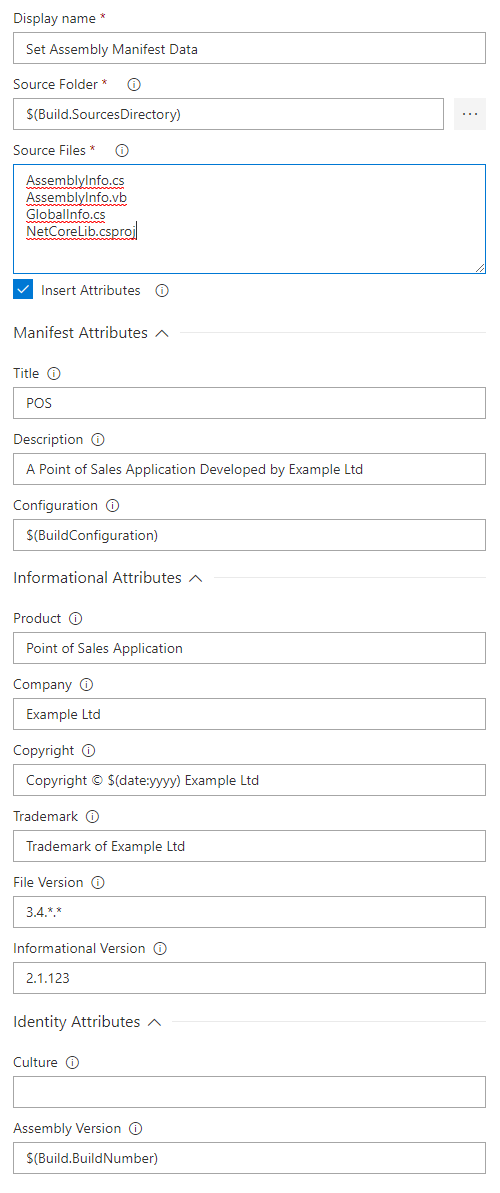 Display name *
Set Assembly Manifest Data
Source Folder *
$(Build.SourcesDirectory)
...
Source Files *
AssemblyInfo.cs
AssemblyInfo.vb
GlobalInfo.cs
NetCoreLib.csproj
Insert Attributes
Manifest Attributes
Title
POS
Description
A Point of Sales Application Developed by Example Ltd
Configuration
$(BuildConfiguration)
Informational Attributes
Product
Point of Sales Application
Company
Example Ltd
Copyright
Copyright © $(date:yyyy) Example Ltd
Trademark
Trademark of Example Ltd
File Version
3.4.*.*
Informational Version
2.1.123
Identity Attributes
Culture
Assembly Version
$(Build.BuildNumber)